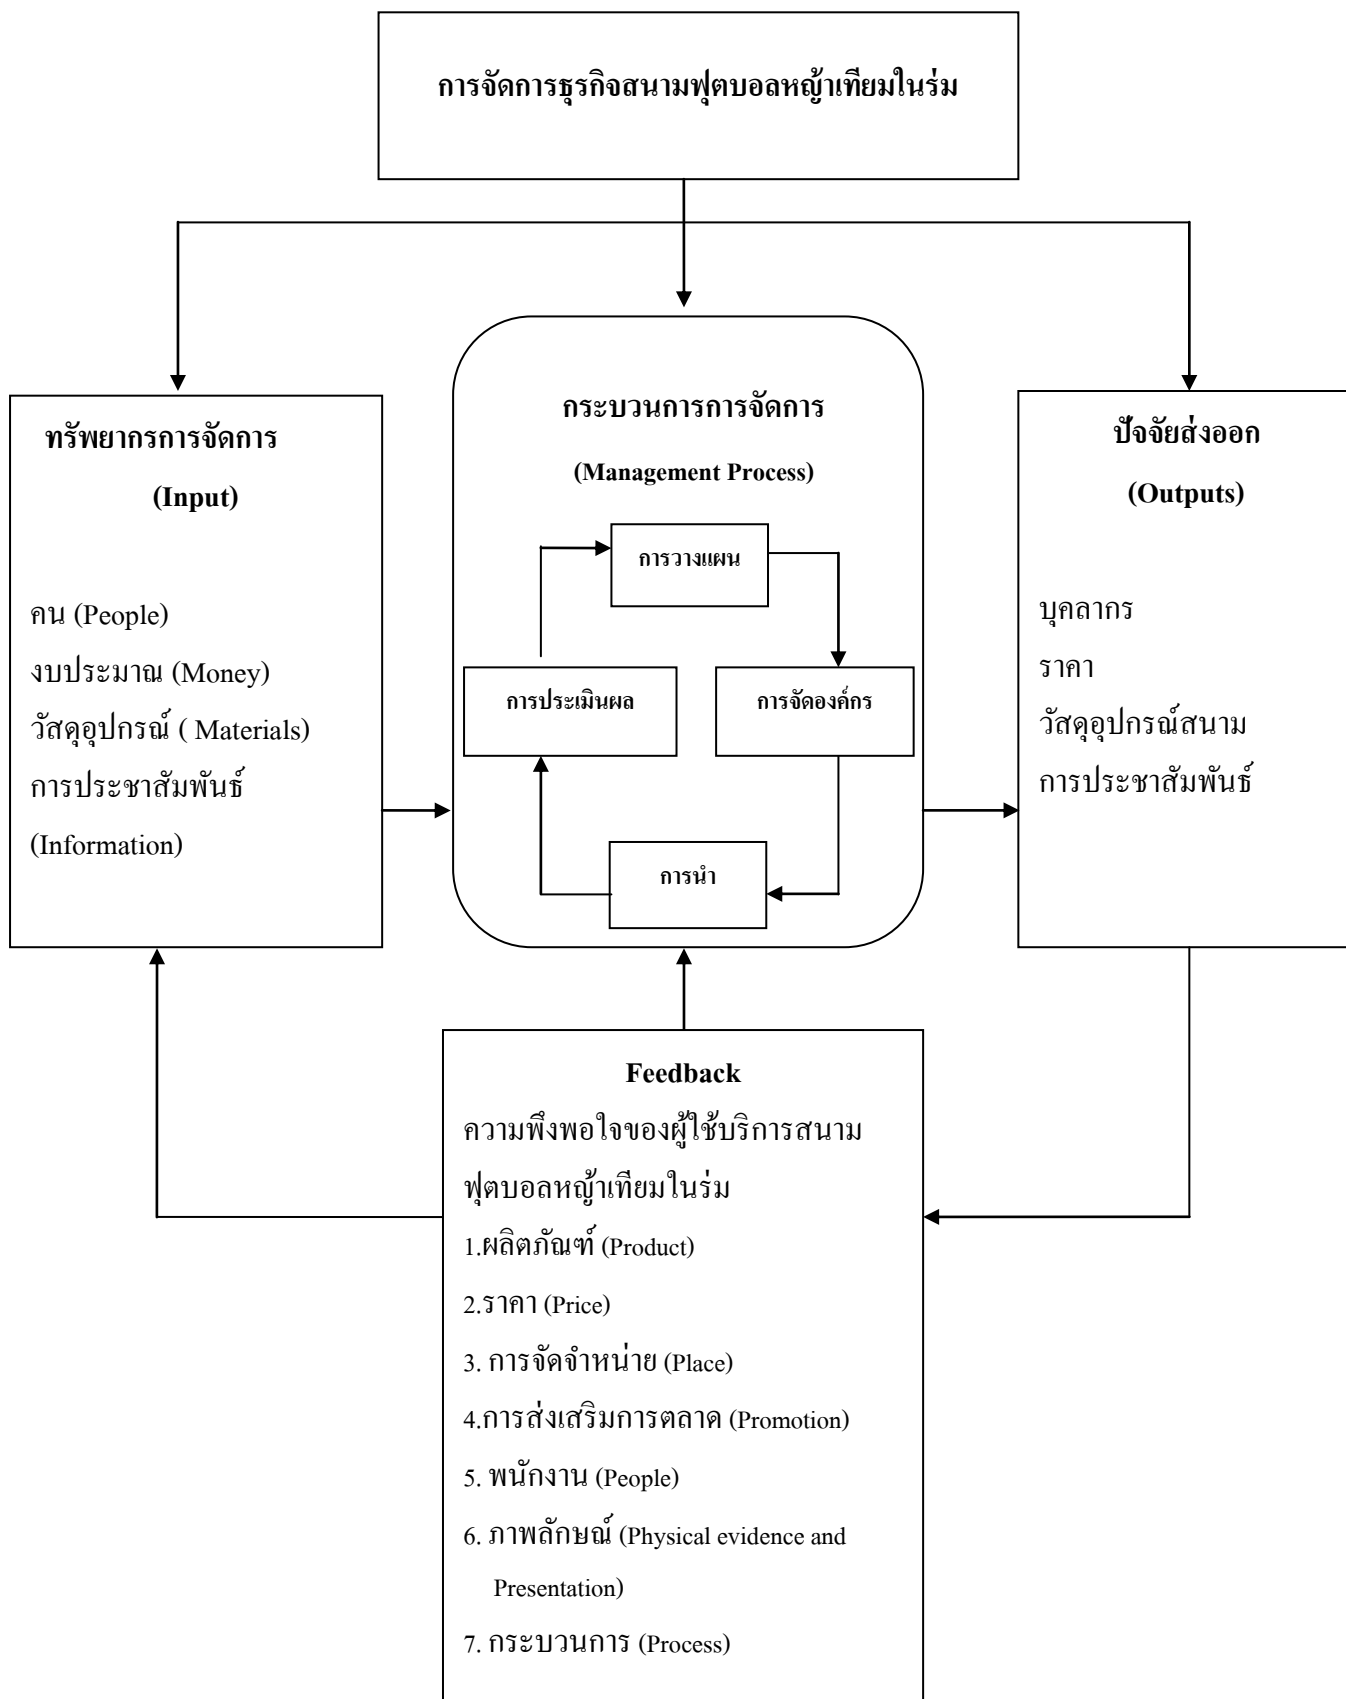 การจัดการธุรกิจสนามฟุตบอลหญ้าเทียมในร่ม
ทรัพยากรการจัดการ
(Input)
คน (People)
งบประมาณ (Money)
วัสดุอุปกรณ์ ( Materials)
การประชาสัมพันธ์
(Information)
กระบวนการการจัดการ
(Management Process)
การวางแผน
การประเมินผล
การจัดองค์กร
การนำ
ปัจจัยส่งออก
(Outputs)
บุคลากร
ราคา
วัสดุอุปกรณ์สนาม
การประชาสัมพันธ์
Feedback
ความพึงพอใจของผู้ใช้บริการสนาม
ฟุตบอลหญ้าเทียมในร่ม
1.ผลิตภัณฑ์ (Product)
2.ราคา (Price)
3. การจัดจำหน่าย (Place)
4.การส่งเสริมการตลาด (Promotion)
5. พนักงาน (People)
6. ภาพลักษณ์ (Physical evidence and
Presentation)
7. กระบวนการ (Process)